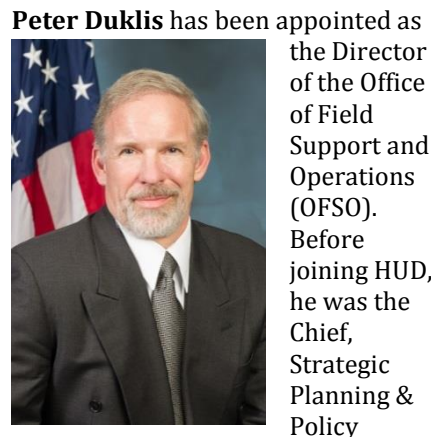 Peter Duklis has been appointed as
the Director
of the Office
of Field
Support and
Operations
(OFSO).
Before
joining HUD,
he was the
Chief,
Strategic
Planning &
Policy